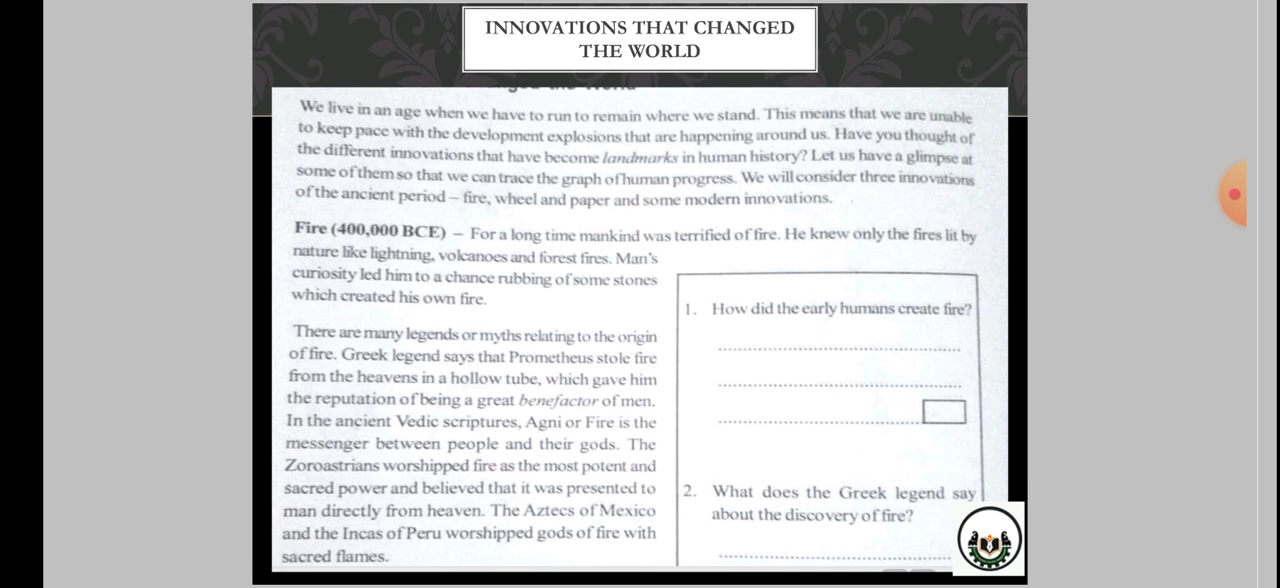 INNOVATIONS THAT CHANGED
THE WORLD
We live in an age when we have to run to remain where we stand. This means that we are unable
to keep pace with the development explosions that are happening around us. Have you thought of
the different innovations that have become landmarks in human history? Let us have a glimpse at
some of them so that we can trace the graph of human progress. We will consider three innovations
of the ancient period – fire, wheel and paper and some modern innovations.
Fire (400,000 BCE) – For a long time mankind was terrified of fire. He knew only the fires lit by
nature like lightning, volcanoes and forest fires. Man's
curiosity led him to a chance rubbing of some stones
which created his own fire.
There are many legends or myths relating to the origin
of fire. Greek legend says that Prometheus stole fire
from the heavens in a hollow tube, which gave him
the reputation of being a great benefactor of men.
In the ancient Vedic scriptures, Agni or Fire is the
messenger between people and their gods. The
Zoroastrians worshipped fire as the most potent and
sacred power and believed that it was presented to
man directly from heaven. The Aztecs of Mexico
and the Incas of Peru worshipped gods of fire with
sacred flames.
1. How did the early humans create fire?
2. What does the Greek legend say
about the discovery of fire?